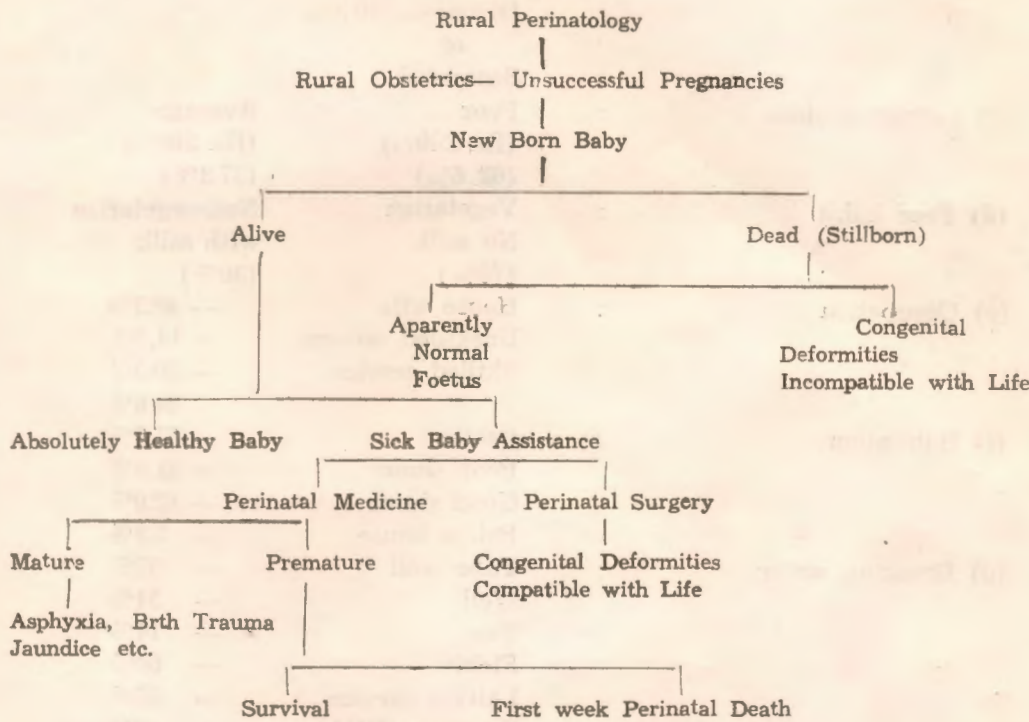 Rural Perinatology
Rural Obstetrics— Unsuccessful Pregnancies
New Born Baby
Alive
Dead (Stillborn)
Aparently
Normal
Foetus
Congenital
Deformities
Incompatible with Life
Absolutely Healthy Baby
Sick Baby Assistance
Perinatal Medicine
Perinatal Surgery
Mature
Premature
Congenital Deformities
Compatible with Life
Asphyxia, Brth Trauma
Jaundice etc.
Survival
First week Perinatal Death